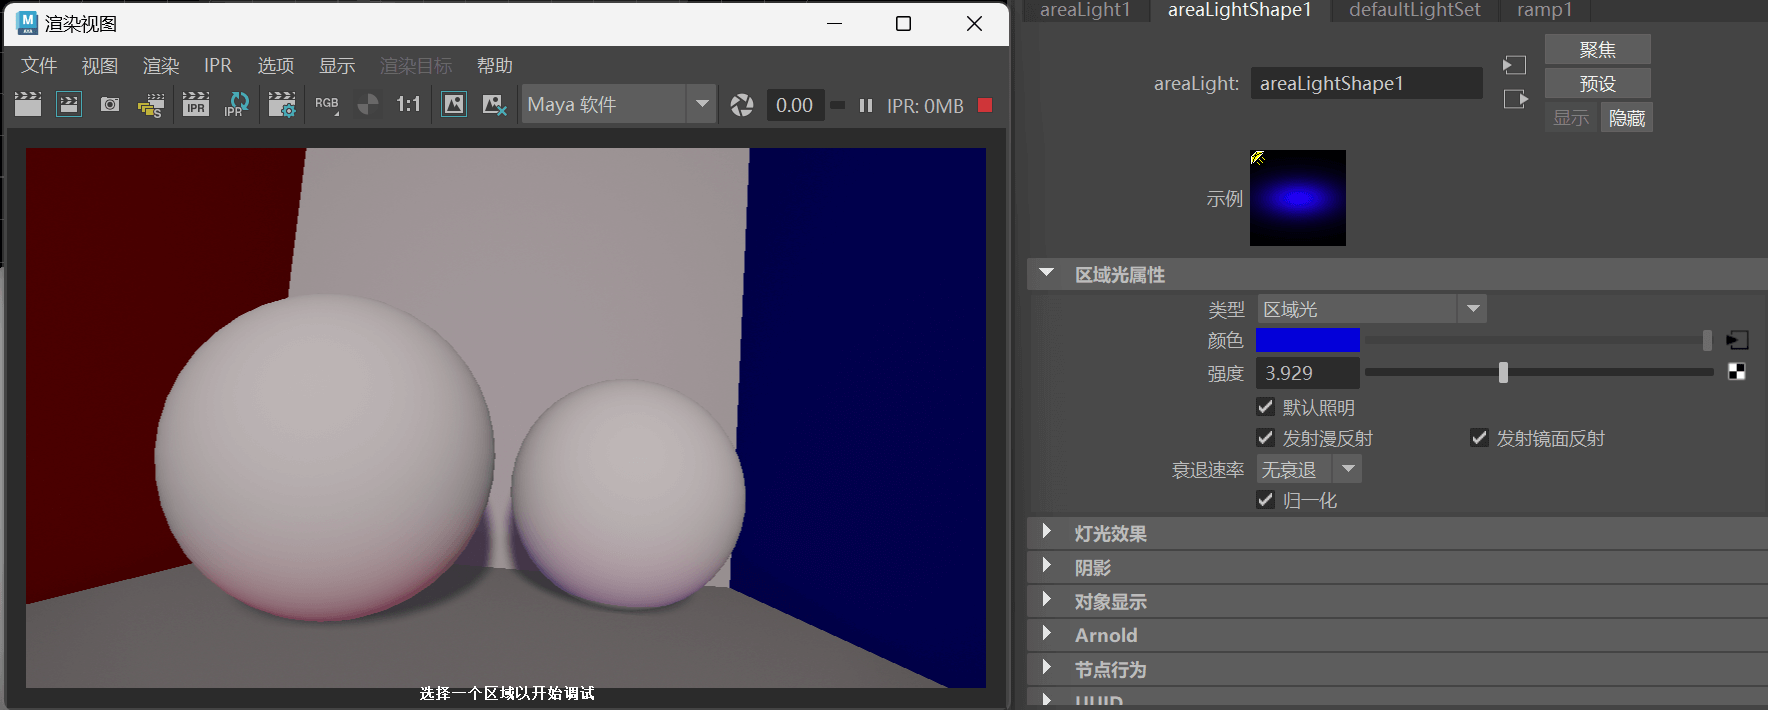 渲染视图
文件 视图 渲染 IPR 选项 显示 渲染目标 帮助
IPR IPR RGB 1:1 Maya 软件 0.00 IPR: 0MB
选择一个区域以开始调试
areaLight1 areaLightShape1 defaultLightSet ramp1
聚焦
areaLight: areaLightShape1
预设
显示 隐藏
示例
区域光属性
类型 区域光
颜色
强度 3.929
默认照明
发射漫反射 发射镜面反射
衰退速率 无衰退
归一化
灯光效果
阴影
对象显示
Arnold
节点行为
UUID